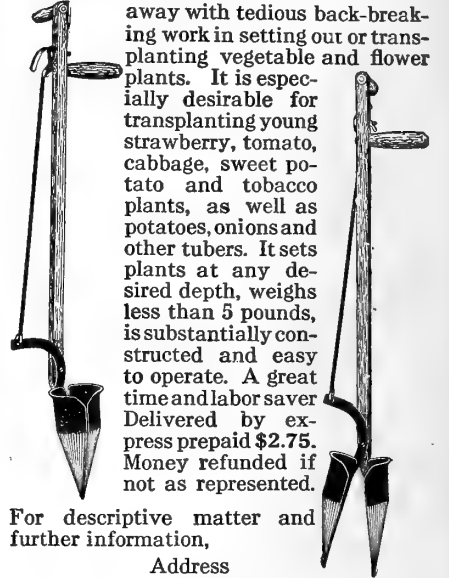 away with tedious back-break-
ing work in setting out or trans-
planting vegetable and flower
plants. It is espec-
ially desirable for
transplanting young
strawberry, tomato,
cabbage, sweet po-
tato and tobacco
plants, as well as
potatoes, onions and
other tubers. It sets
plants at any de-
sired depth, weighs
less than 5 pounds,
is substantially con-
structed and easy
to operate. A great
time and labor saver
Delivered by ex-
press prepaid $2.75.
Money refunded if
not as represented.
For descriptive matter and
further information,
Address